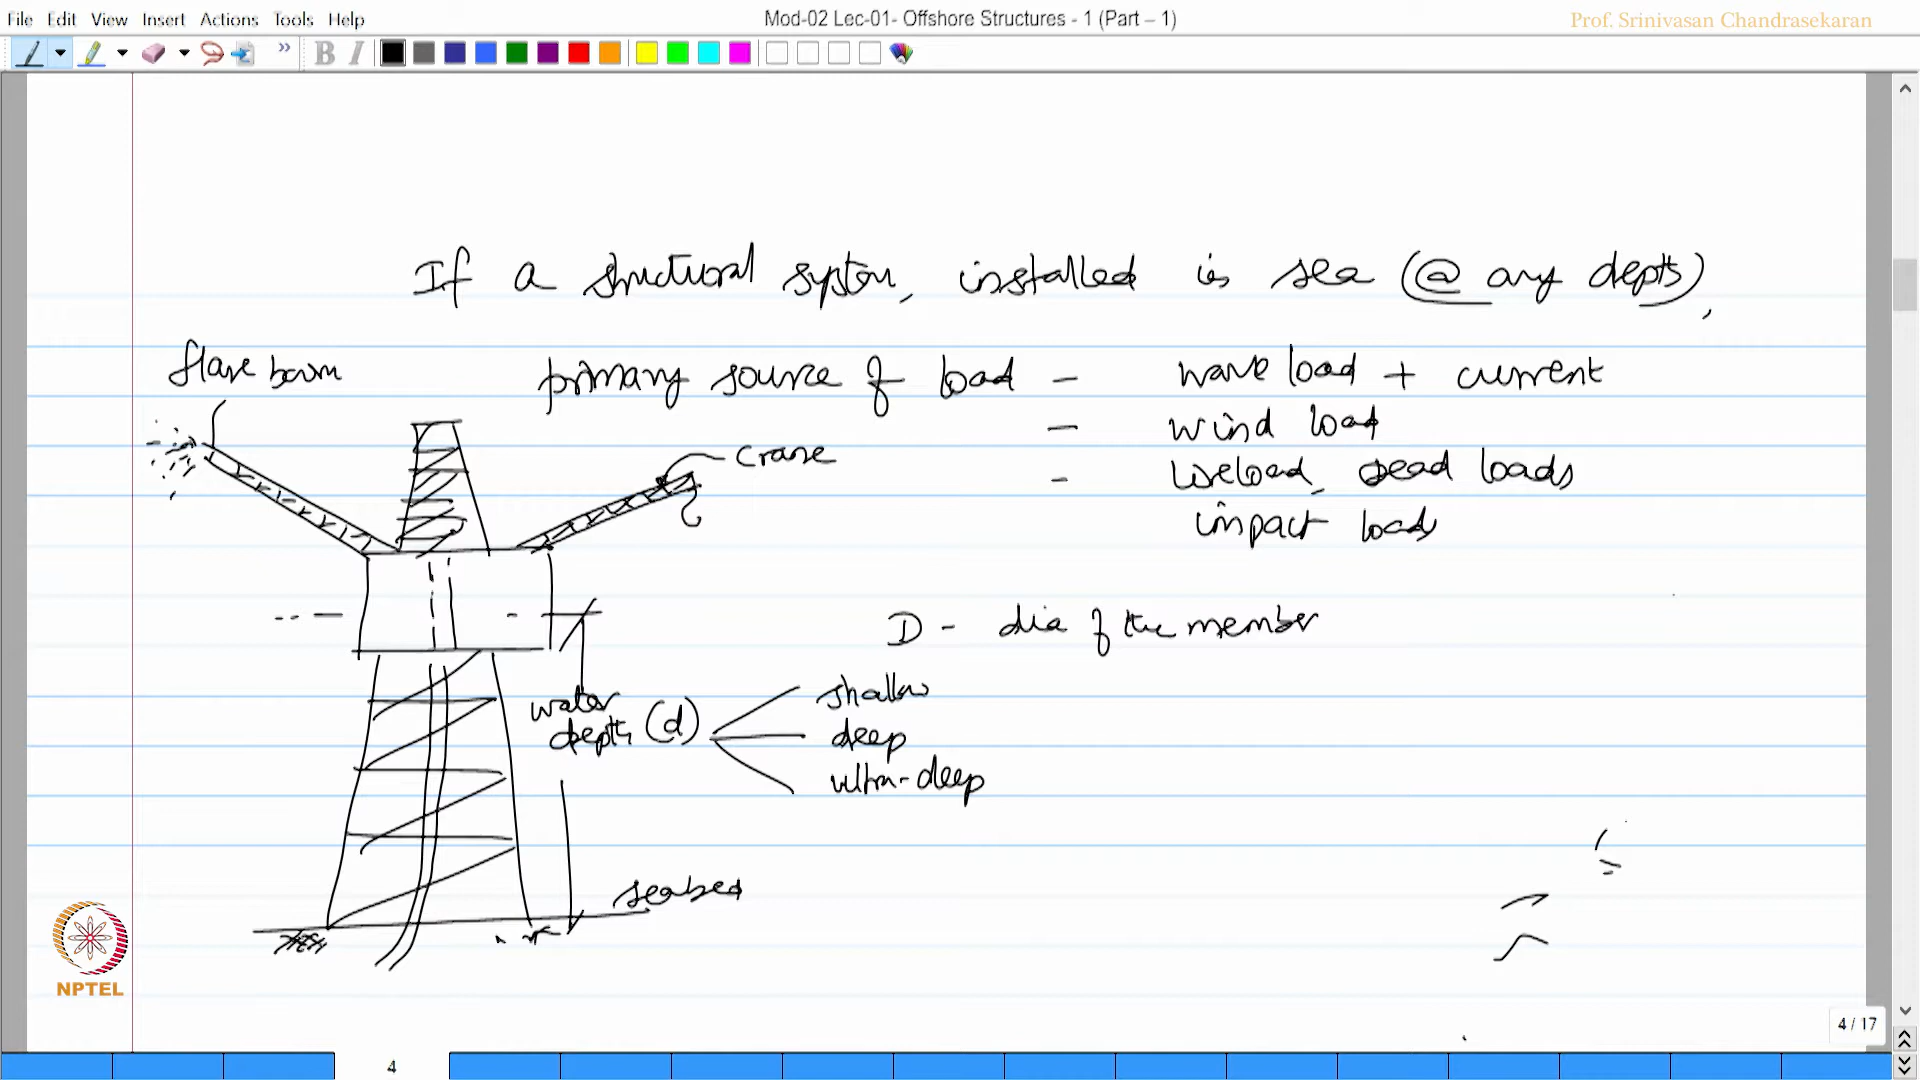 File Edit View Insert Actions Tools Help
Mod-02 Lec-01- Offshore Structures - 1 (Part – 1)
Prof. Srinivasan Chandrasekaran
B I
If a structural system, installed in sea (@ any depth),
flare boom
primary source of load - wave load + current
- wind load
crane
- liveload, dead loads
impact loads
D - dia of the member
water
depth (d)
shallow
deep
ultra-deep
seabed
NPTEL
4 / 17
4